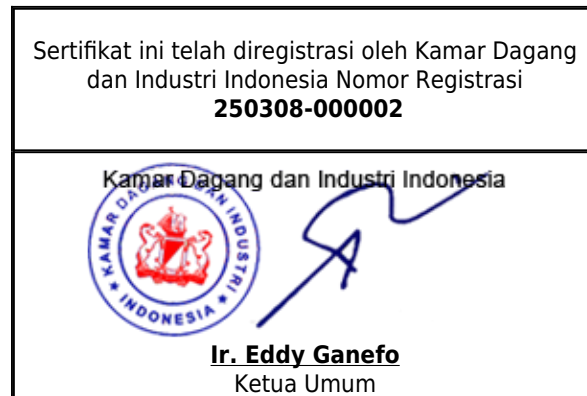 Sertifikat ini telah diregistrasi oleh Kamar Dagang
dan Industri Indonesia Nomor Registrasi
250308-000002
Kamar Dagang dan Industri Indonesia
KAMAR DAGANG DAN INDUSTRI
INDONESIA
Ir. Eddy Ganefo
Ketua Umum